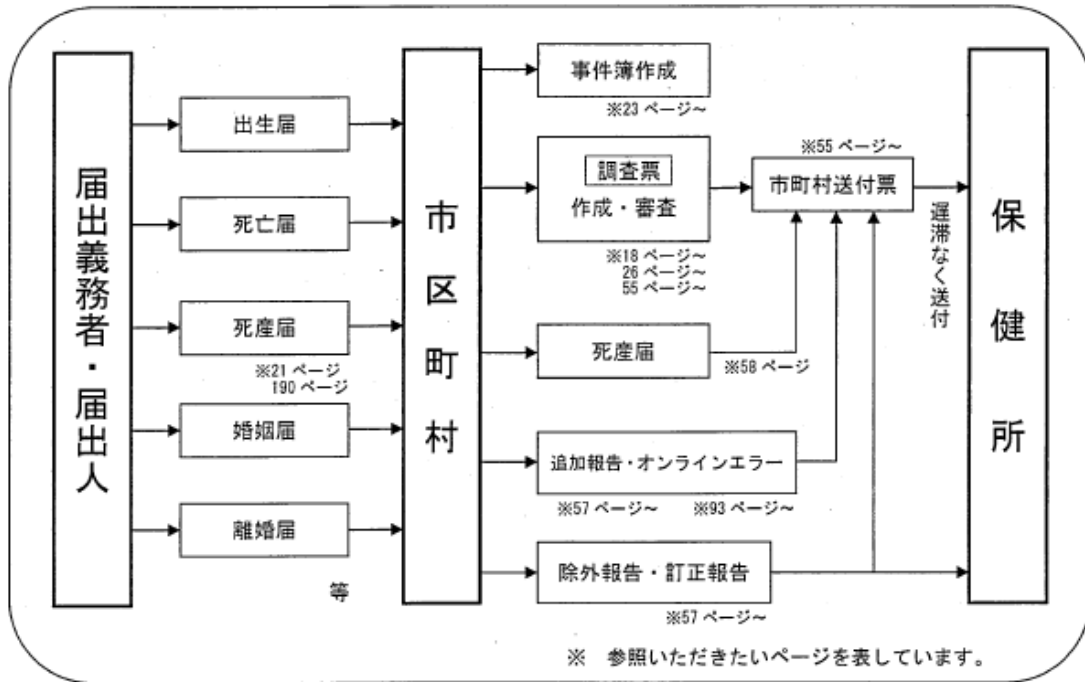 届出義務者・届出人
出生届
死亡届
死産届
※21 ページ
190 ページ
婚姻届
離婚届
等
市区町村
事件簿作成
※23 ページ~
調査票
作成・審査
※18 ページ~
26 ページ~
55 ページ~
死産届
※58 ページ
追加報告・オンラインエラー
※57 ページ~
※93 ページ~
除外報告・訂正報告
※57 ページ~
※55 ページ~
市町村送付票
遅滞なく送付
保健所
※ 参照いただきたいページを表しています。